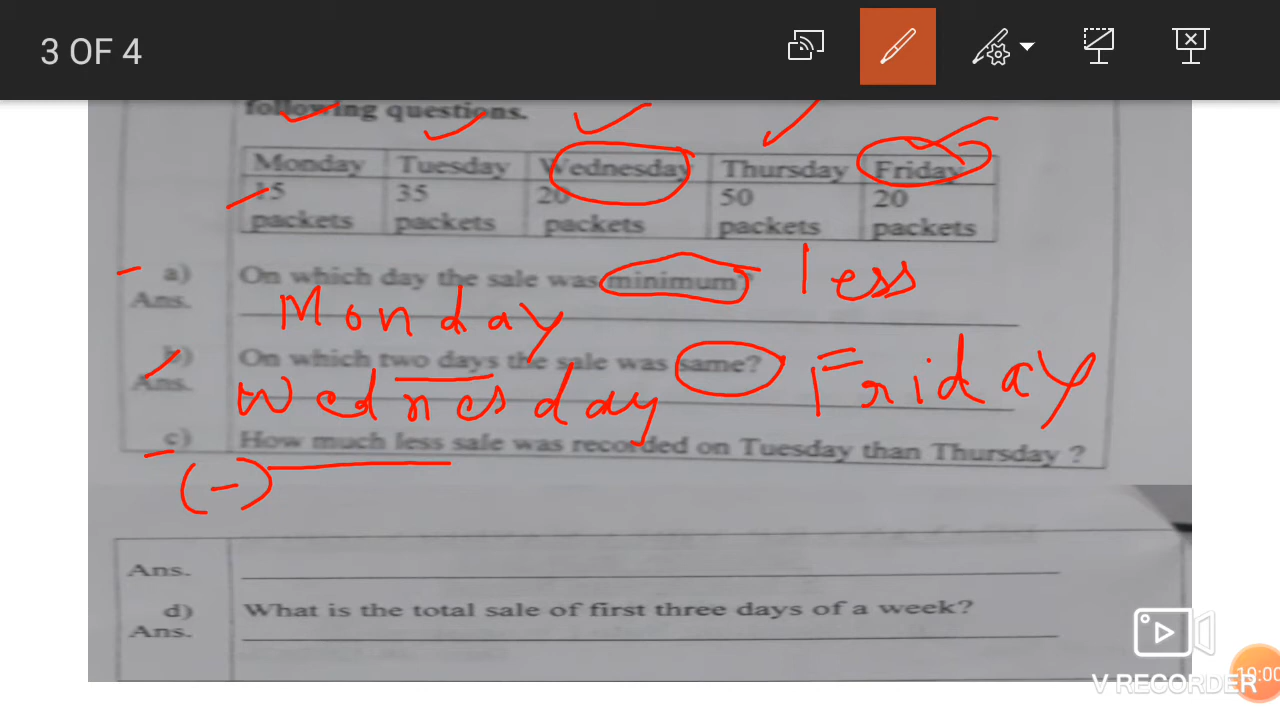 3 OF 4
following questions.
Monday Tuesday Wednesday Thursday Friday
15 35 20 50 20
packets packets packets packets packets
a) On which day the sale was minimum? less
Ans. Monday
b) On which two days the sale was same? Friday
Ans. Wednesday
c) How much less sale was recorded on Tuesday than Thursday ?
(-)
Ans.
d) What is the total sale of first three days of a week?
Ans.
V RECORDER
10:00